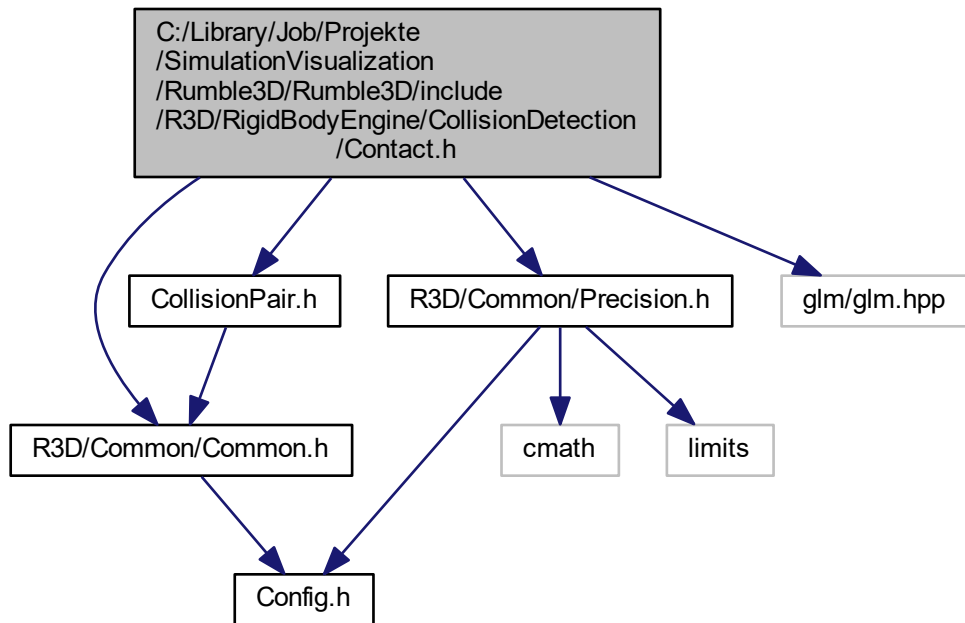 C:/Library/Job/Projekte
/SimulationVisualization
/Rumble3D/Rumble3D/include
/R3D/RigidBodyEngine/CollisionDetection
/Contact.h
CollisionPair.h
R3D/Common/Precision.h
glm/glm.hpp
R3D/Common/Common.h
cmath
limits
Config.h